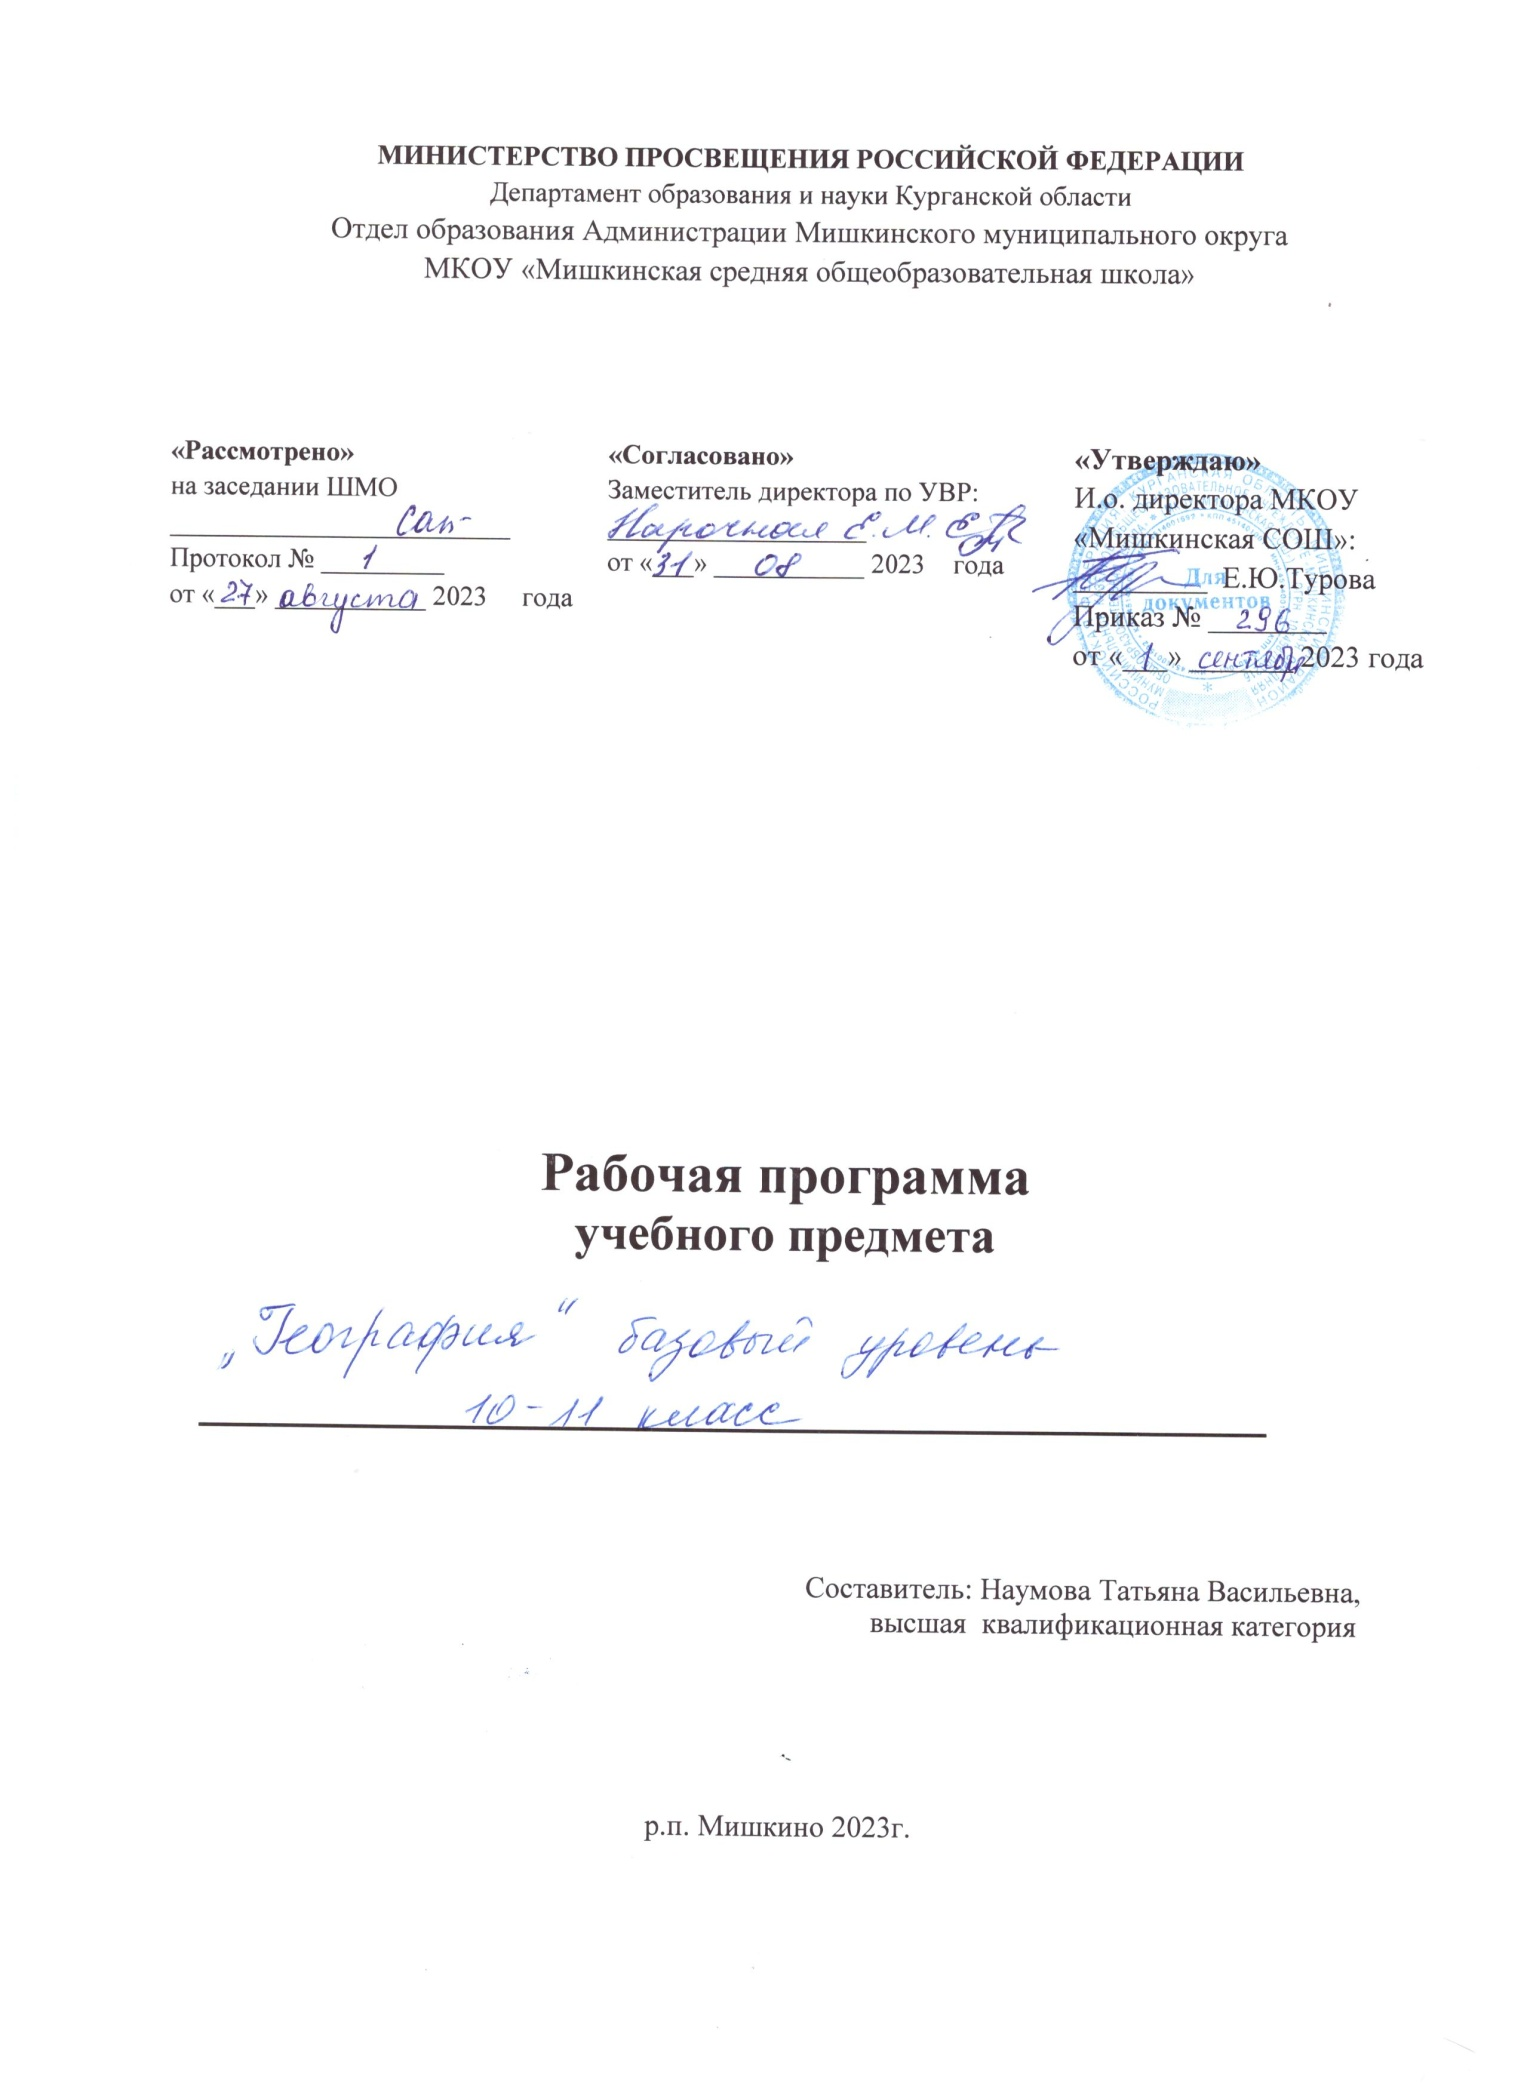 МИНИСТЕРСТВО ПРОСВЕЩЕНИЯ РОССИЙСКОЙ ФЕДЕРАЦИИ
Департамент образования и науки Курганской области
Отдел образования Администрации Мишкинского муниципального округа
МКОУ «Мишкинская средняя общеобразовательная школа»
«Рассмотрено»
на заседании ШМО
Протокол № 1
от «27» августа 2023 года
«Согласовано»
Заместитель директора по УВР:
Нарочная Е.М.
от «31» 08 2023 года
«Утверждаю»
И.о. директора МКОУ
«Мишкинская СОШ»:
Е.Ю.Турова
Приказ № 296
от «1» сентября 2023 года
Для
документов
Рабочая программа
учебного предмета
„География“ базовый уровень
10-11 класс
Составитель: Наумова Татьяна Васильевна,
высшая квалификационная категория
р.п. Мишкино 2023г.